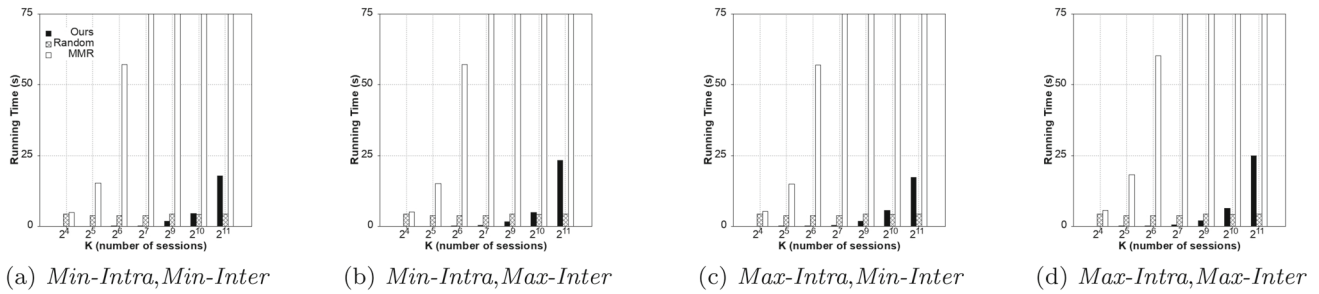 75
50
25
0
Running Time (s)
Ours
Random
MMR
2^4 2^5 2^6 2^7 2^9 2^10 2^11
K (number of sessions)
(a) Min-Intra,Min-Inter
75
50
25
0
Running Time (s)
2^4 2^5 2^6 2^7 2^9 2^10 2^11
K (number of sessions)
(b) Min-Intra,Max-Inter
75
50
25
0
Running Time (s)
2^4 2^5 2^6 2^7 2^9 2^10 2^11
K (number of sessions)
(c) Max-Intra,Min-Inter
75
50
25
0
Running Time (s)
2^4 2^5 2^6 2^7 2^9 2^10 2^11
K (number of sessions)
(d) Max-Intra,Max-Inter